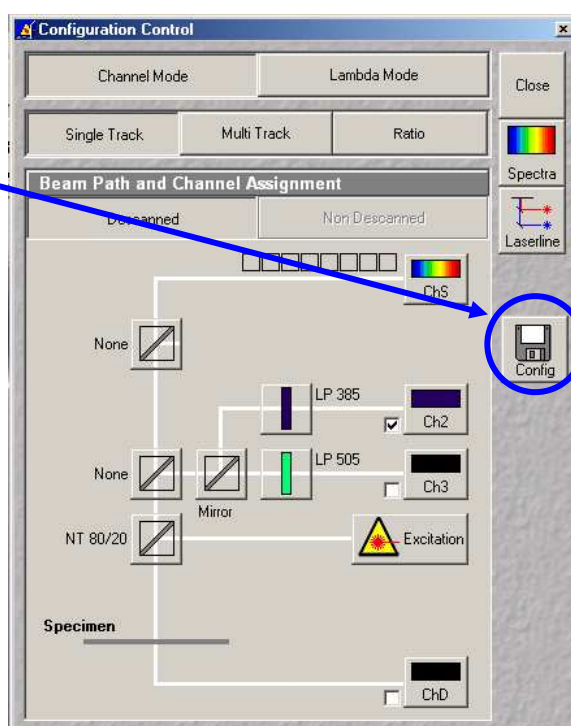 Configuration Control
Channel Mode
Lambda Mode
Close
Single Track
Multi Track
Ratio
Spectra
Beam Path and Channel Assignment
Descanned
Non Descanned
Laserline
ChS
None
Config
LP 385
Ch2
None
LP 505
Ch3
Mirror
NT 80/20
Excitation
Specimen
ChD